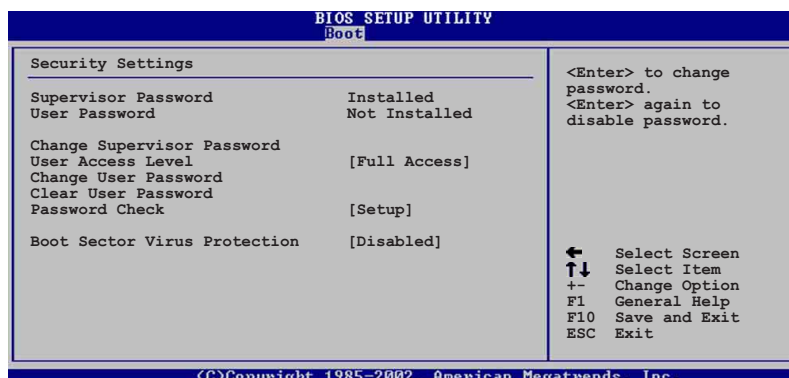 BIOS SETUP UTILITY
Boot
Security Settings
Supervisor Password Installed
User Password Not Installed
Change Supervisor Password
User Access Level [Full Access]
Change User Password
Clear User Password
Password Check [Setup]
Boot Sector Virus Protection [Disabled]
<Enter> to change
password.
<Enter> again to
disable password.
← Select Screen
↑↓ Select Item
+- Change Option
F1 General Help
F10 Save and Exit
ESC Exit
(C)Copyright 1985-2002, American Megatrends, Inc